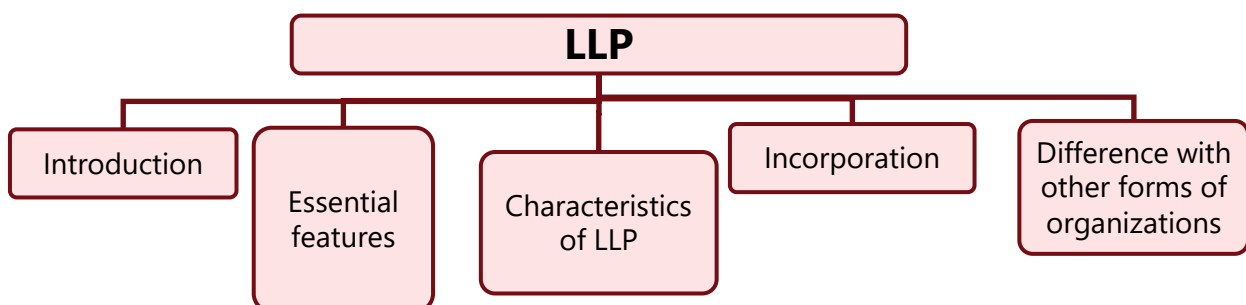 LLP
Introduction
Essential
features
Characteristics
of LLP
Incorporation
Difference with
other forms of
organizations